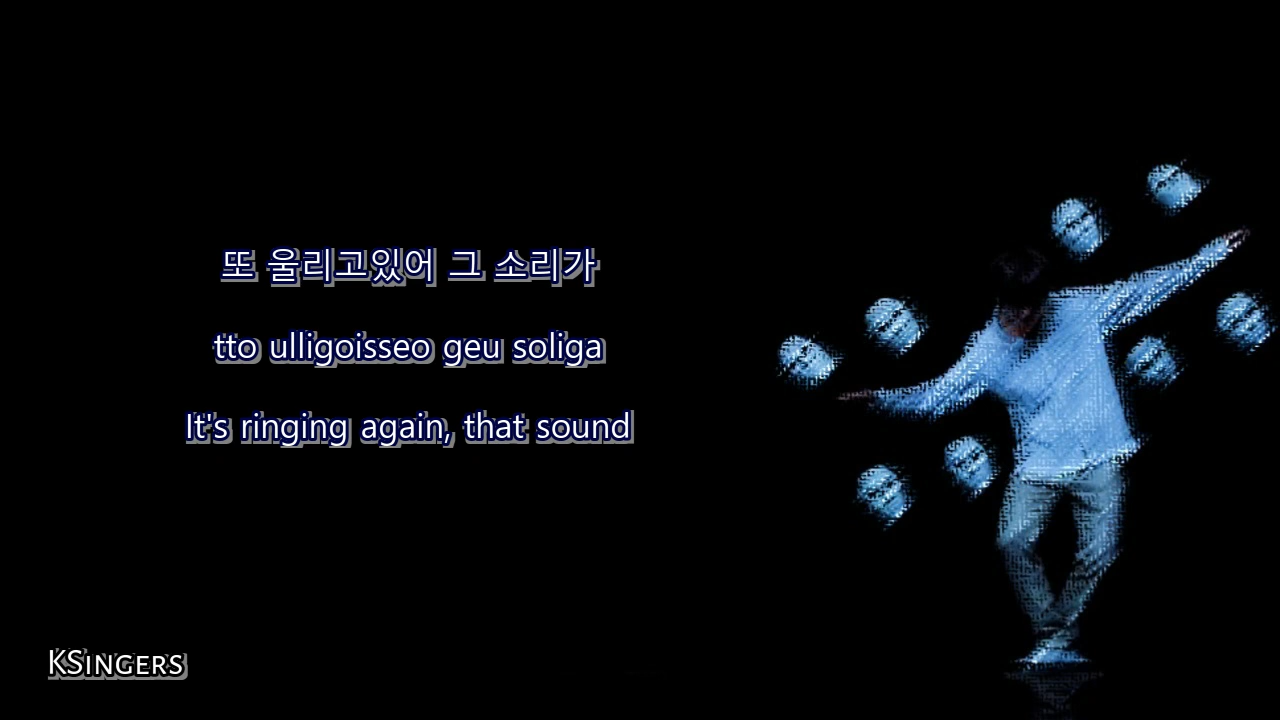 또 울리고있어 그 소리가
tto ulligoisseo geu soliga
It's ringing again, that sound
KSINGERS